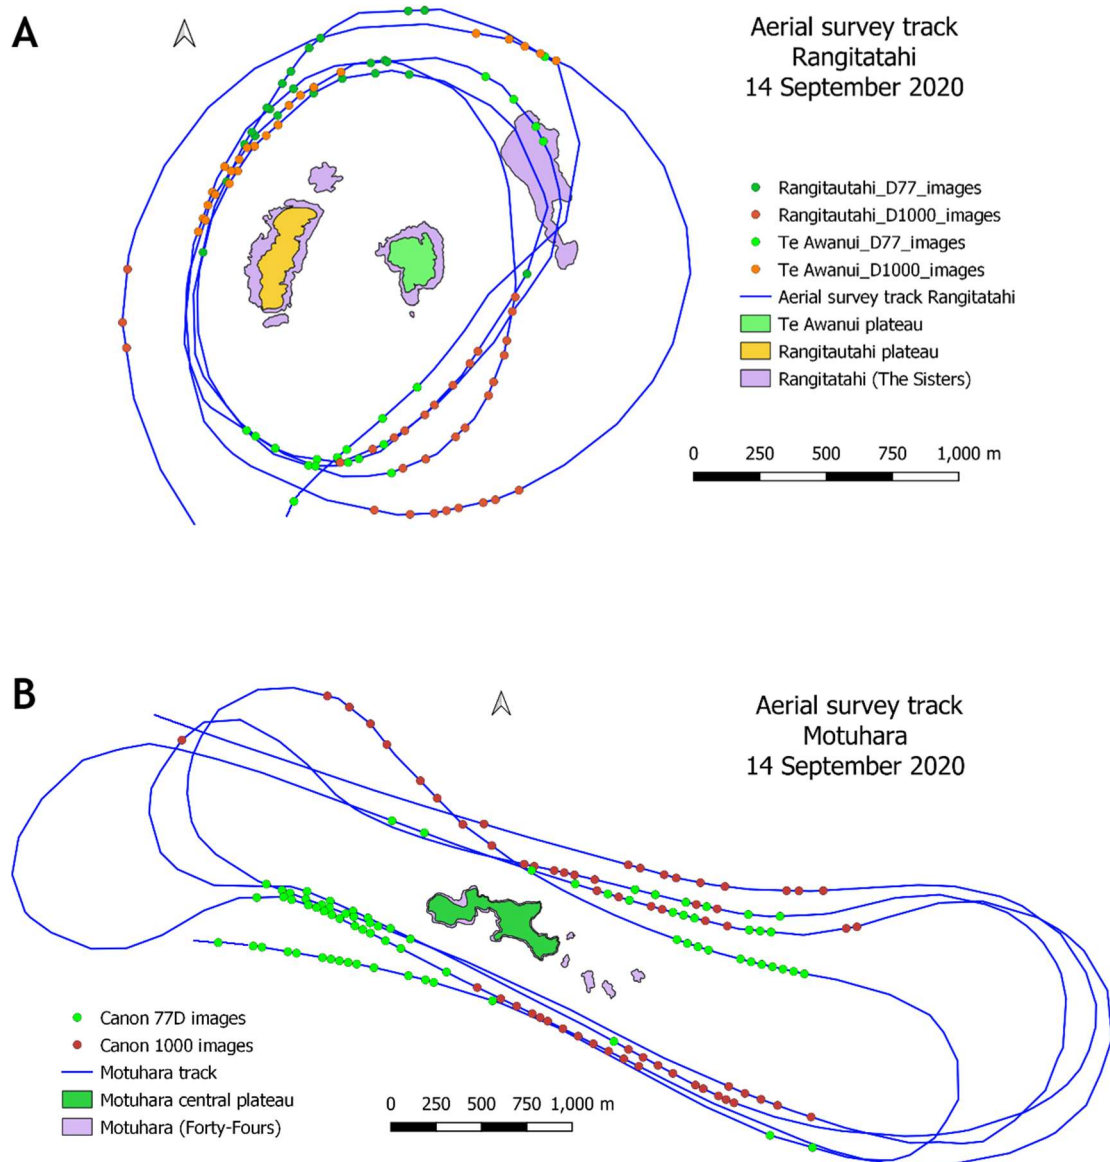 A
Aerial survey track
Rangitatahi
14 September 2020
Rangitautahi_D77_images
Rangitautahi_D1000_images
Te Awanui_D77_images
Te Awanui_D1000_images
Aerial survey track Rangitatahi
Te Awanui plateau
Rangitautahi plateau
Rangitatahi (The Sisters)
0 250 500 750 1,000 m
B
Aerial survey track
Motuhara
14 September 2020
Canon 77D images
Canon 1000 images
Motuhara track
Motuhara central plateau
Motuhara (Forty-Fours)
0 250 500 750 1,000 m